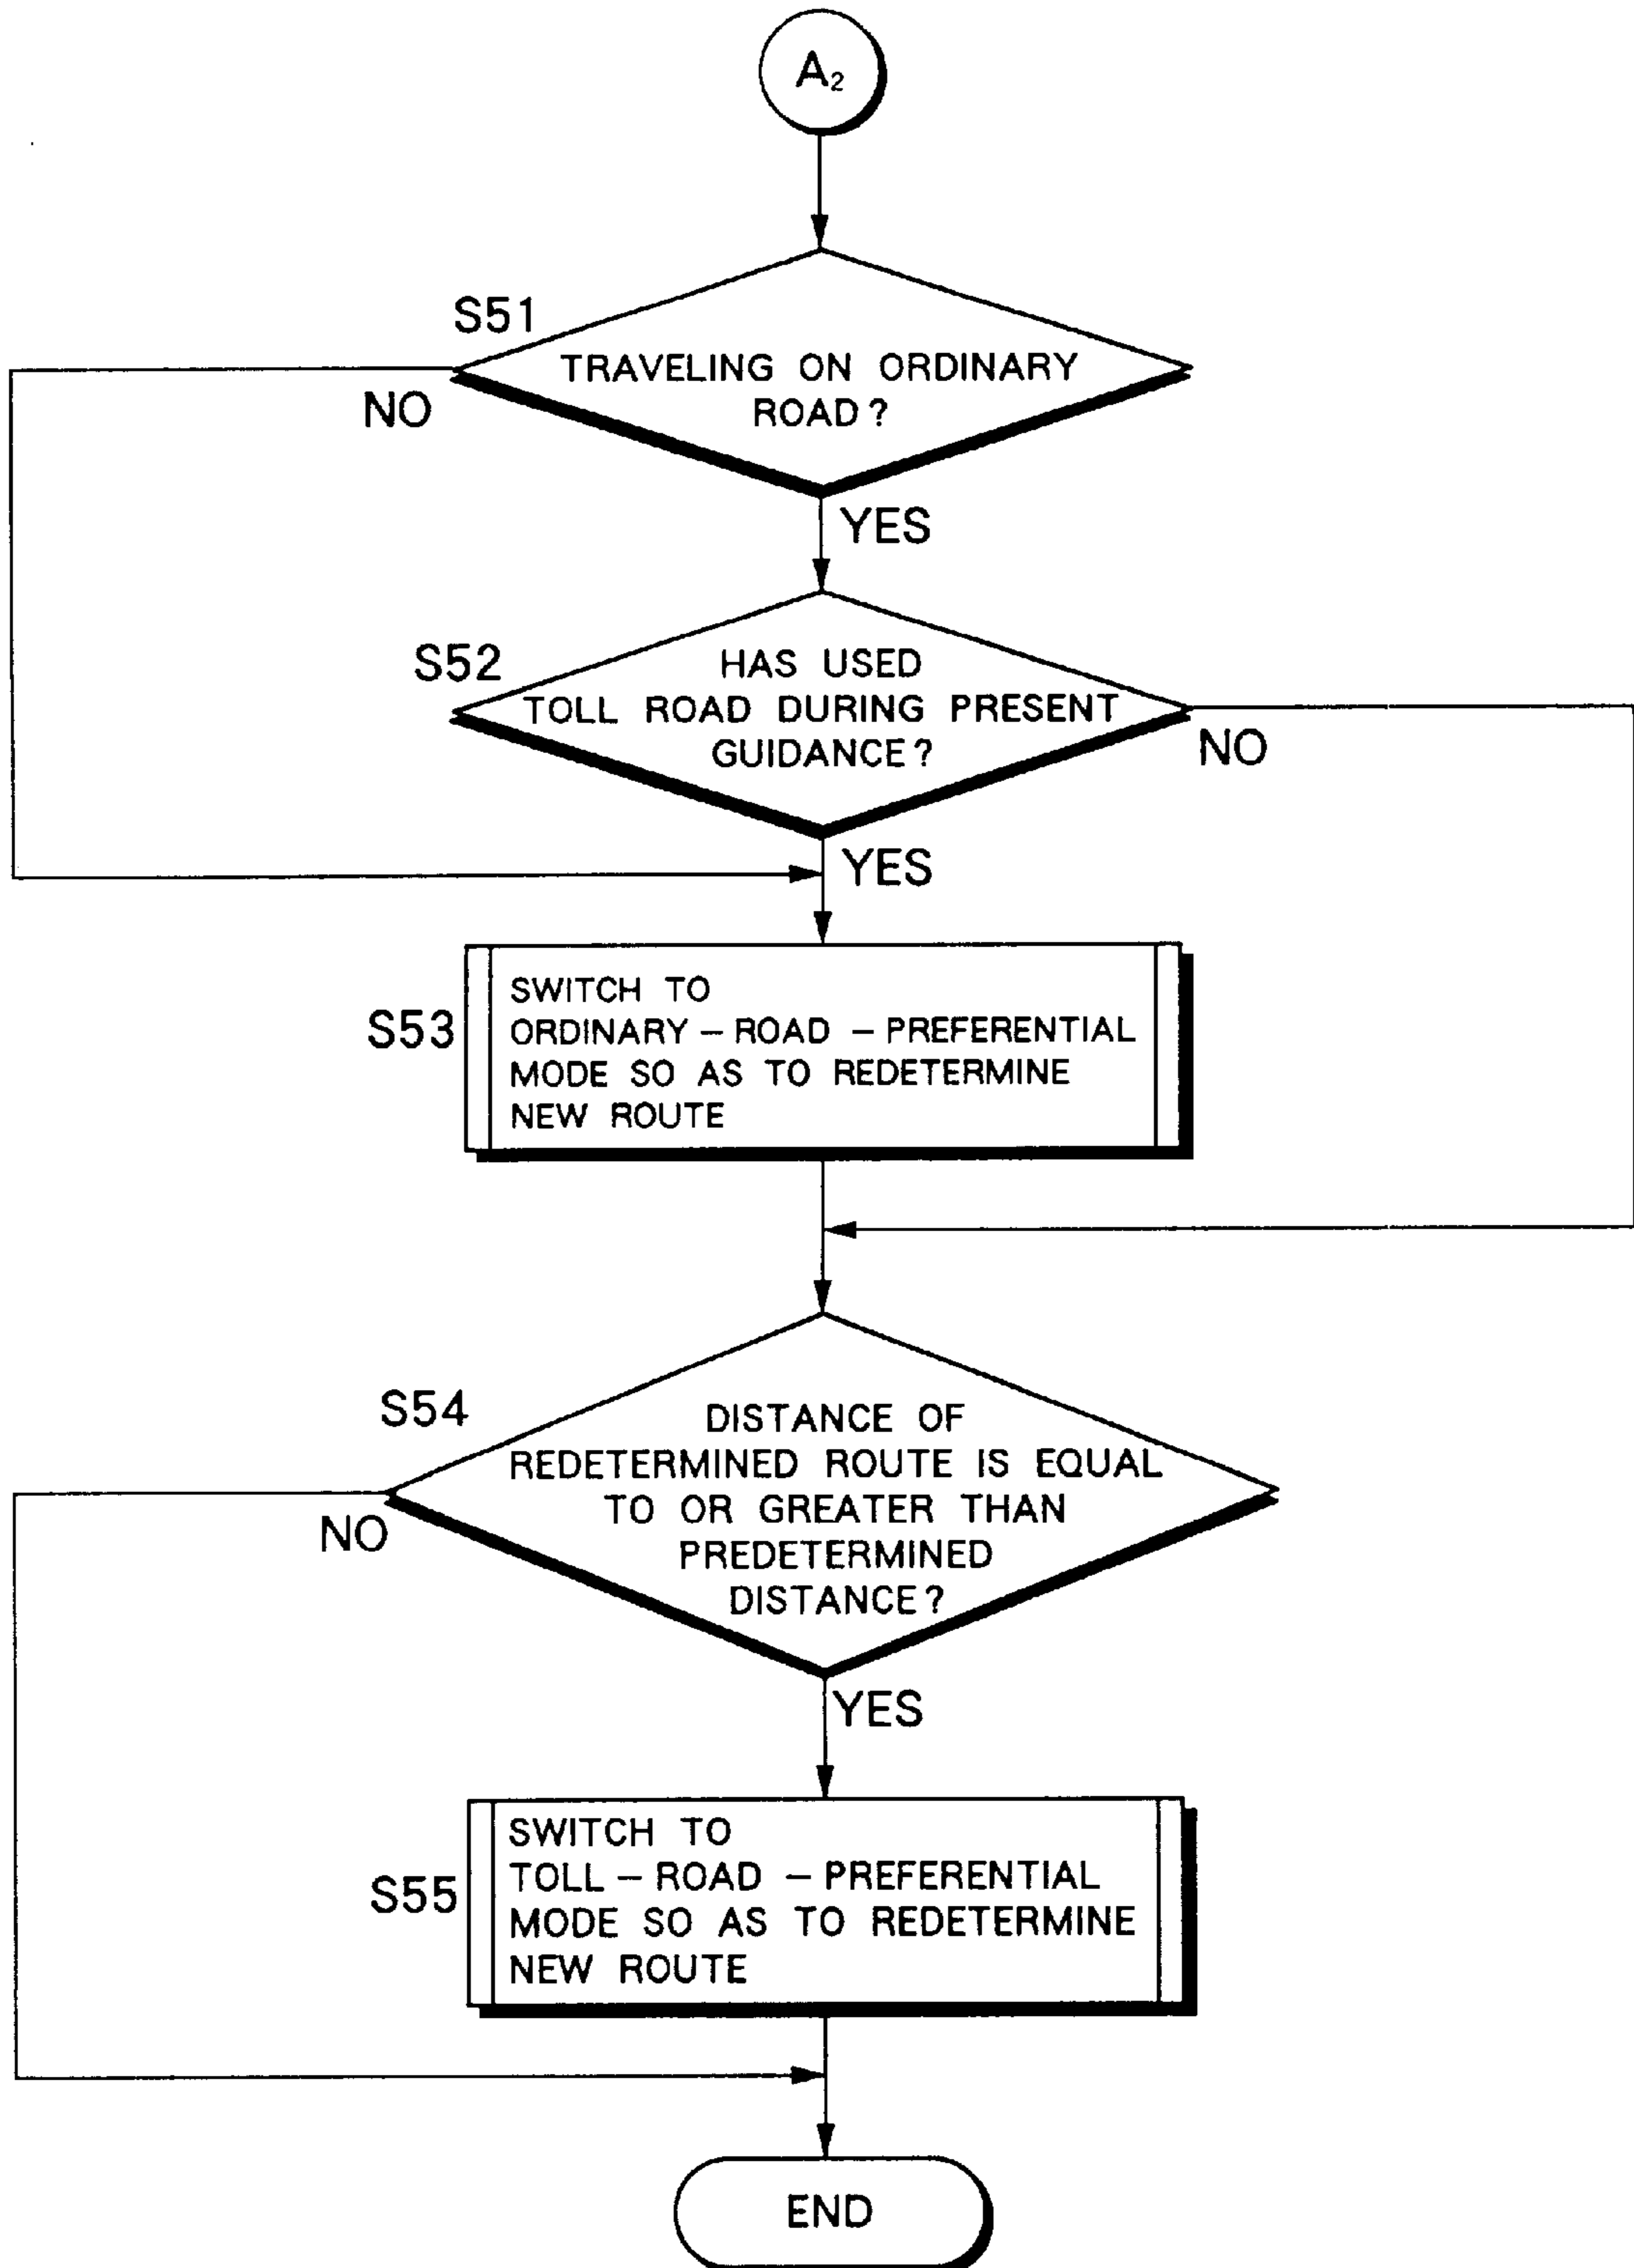 A₂
S51
TRAVELING ON ORDINARY
ROAD?
NO
YES
S52
HAS USED
TOLL ROAD DURING PRESENT
GUIDANCE?
NO
YES
S53
SWITCH TO
ORDINARY – ROAD – PREFERENTIAL
MODE SO AS TO REDETERMINE
NEW ROUTE
S54
DISTANCE OF
REDETERMINED ROUTE IS EQUAL
TO OR GREATER THAN
PREDETERMINED
DISTANCE?
NO
YES
S55
SWITCH TO
TOLL – ROAD – PREFERENTIAL
MODE SO AS TO REDETERMINE
NEW ROUTE
END